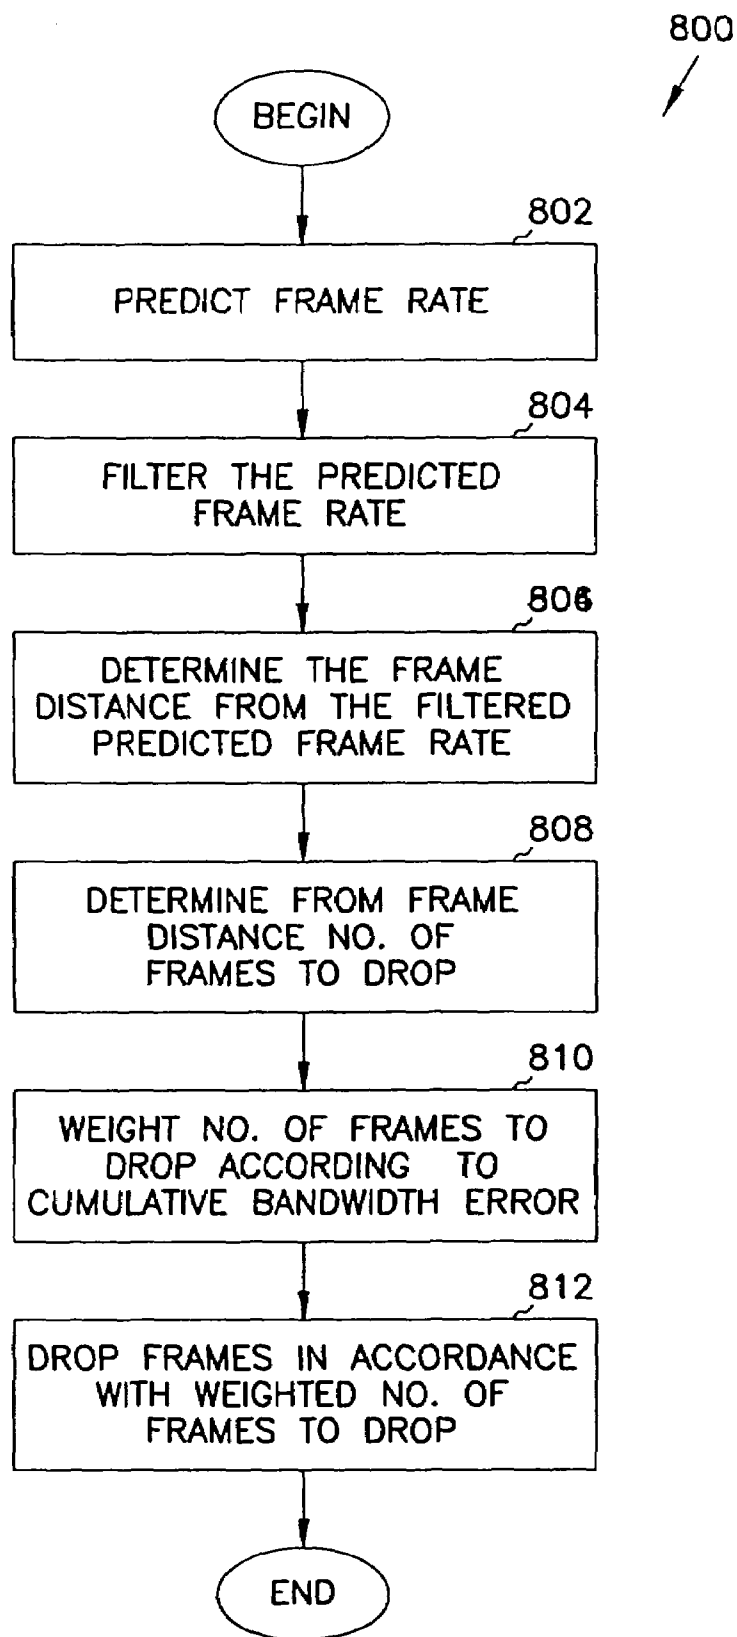 800
BEGIN
802
PREDICT FRAME RATE
804
FILTER THE PREDICTED
FRAME RATE
806
DETERMINE THE FRAME
DISTANCE FROM THE FILTERED
PREDICTED FRAME RATE
808
DETERMINE FROM FRAME
DISTANCE NO. OF
FRAMES TO DROP
810
WEIGHT NO. OF FRAMES TO
DROP ACCORDING TO
CUMULATIVE BANDWIDTH ERROR
812
DROP FRAMES IN ACCORDANCE
WITH WEIGHTED NO. OF
FRAMES TO DROP
END